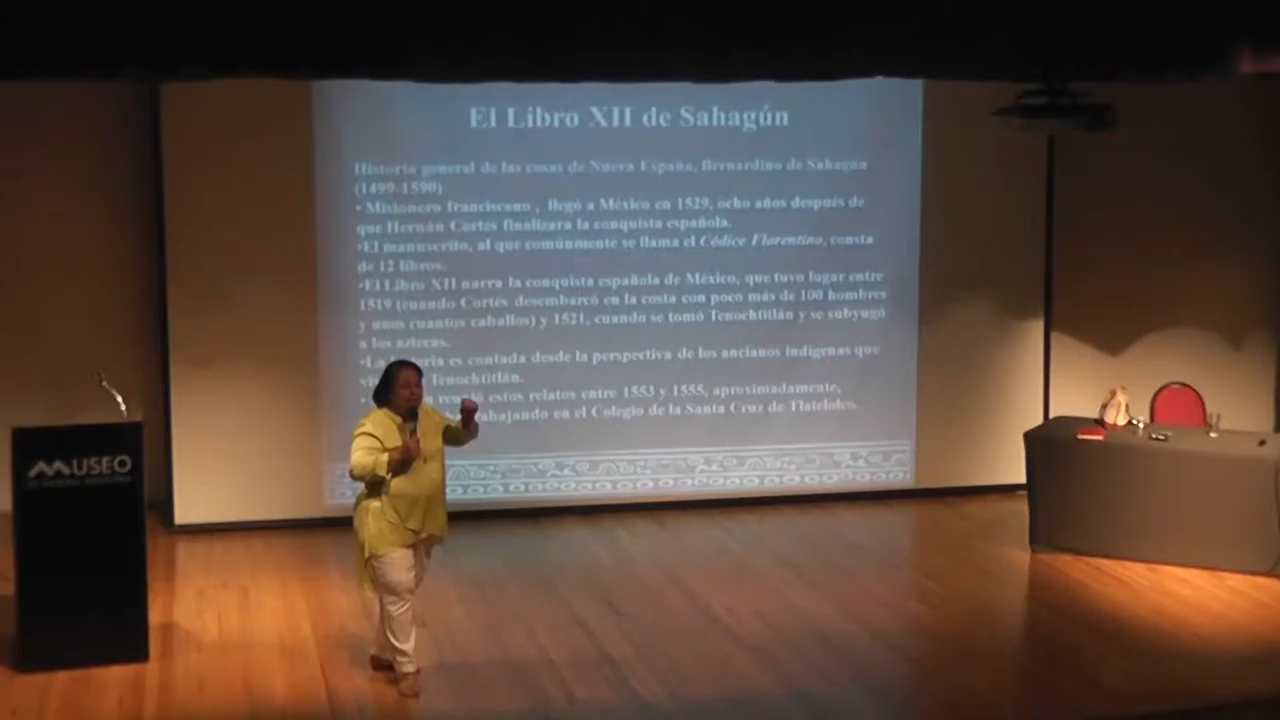 El Libro XII de Sahagún
Historia general de las cosas de Nueva España, Bernardino de Sahagún
(1499-1590)
• Misionero franciscano , llegó a México en 1529, ocho años después de
que Hernán Cortés finalizara la conquista española.
•El manuscrito, al que comúnmente se llama el Códice Florentino, consta
de 12 libros.
•El Libro XII narra la conquista española de México, que tuvo lugar entre
1519 (cuando Cortés desembarcó en la costa con poco más de 100 hombres
y unos cuantos caballos) y 1521, cuando se tomó Tenochtitlán y se subyugó
a los aztecas.
•La es contada desde la perspectiva de los ancianos indígenas que
Tenochtitlán.
estos relatos entre 1553 y 1555, aproximadamente,
en el Colegio de la Santa Cruz de Tlatelolco.
MUSEO